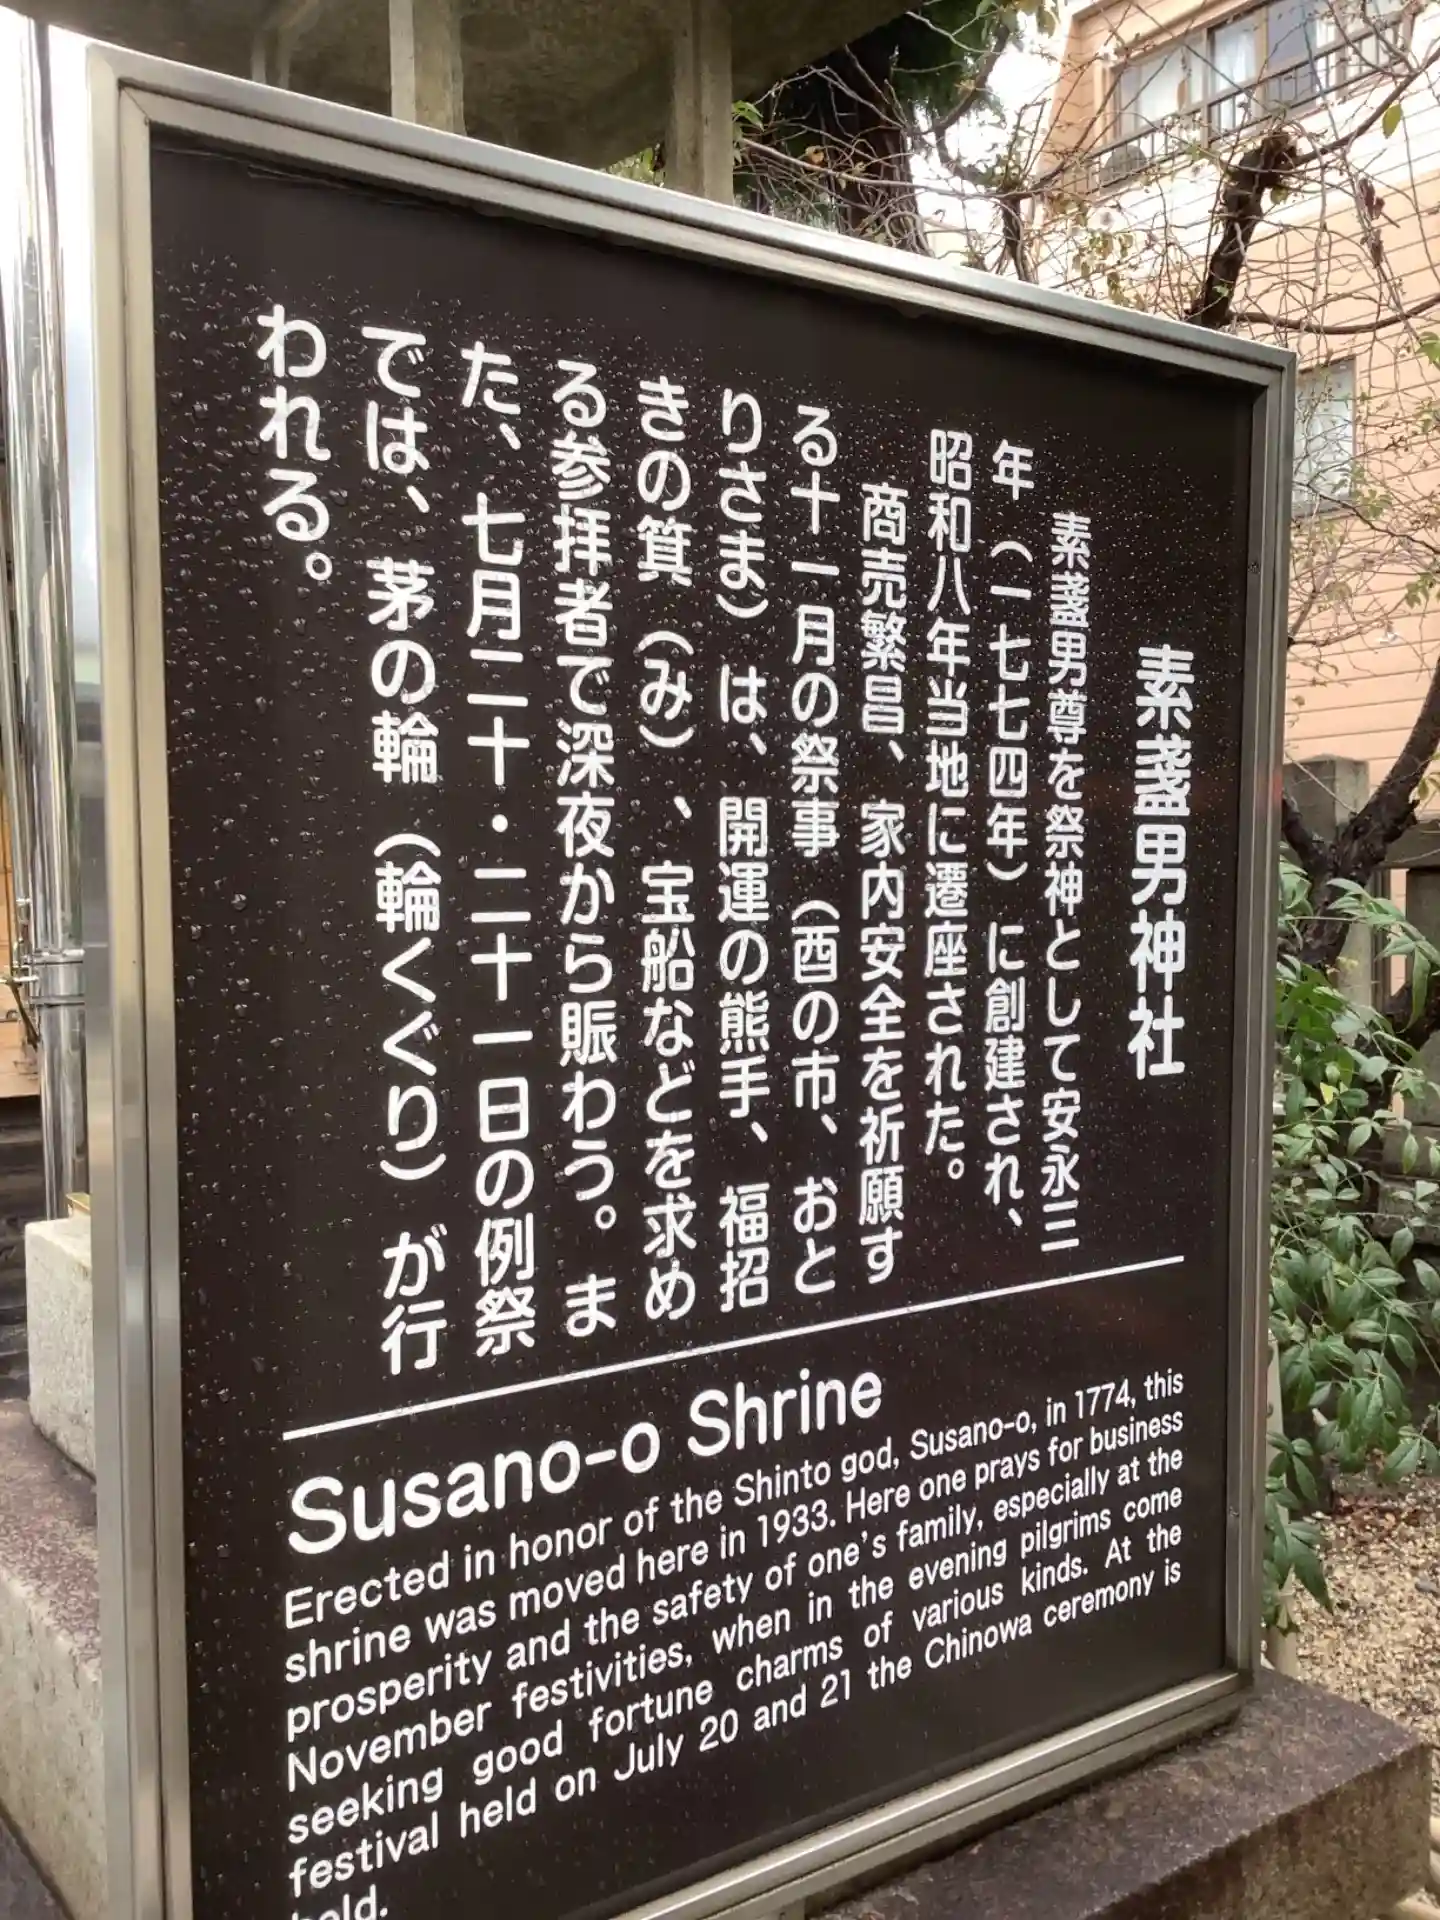 素盞男神社
素盞男尊を祭神として安永三
年（一七七四年）に創建され、
昭和八年当地に遷座された。
商売繁昌、家内安全を祈願す
る十一月の祭事（酉の市、おと
りさま）は、開運の熊手、福招
きの箕（み）、宝船などを求め
る参拝者で深夜から賑わう。ま
た、七月二十・二十一日の例祭
では、茅の輪（輪くぐり）が行
われる。
Susano-o Shrine
Erected in honor of the Shinto god, Susano-o, in 1774, this
shrine was moved here in 1933. Here one prays for business
prosperity and the safety of one's family, especially at the
November festivities, when in the evening pilgrims come
seeking good fortune charms of various kinds. At the
festival held on July 20 and 21 the Chinowa ceremony is
held.